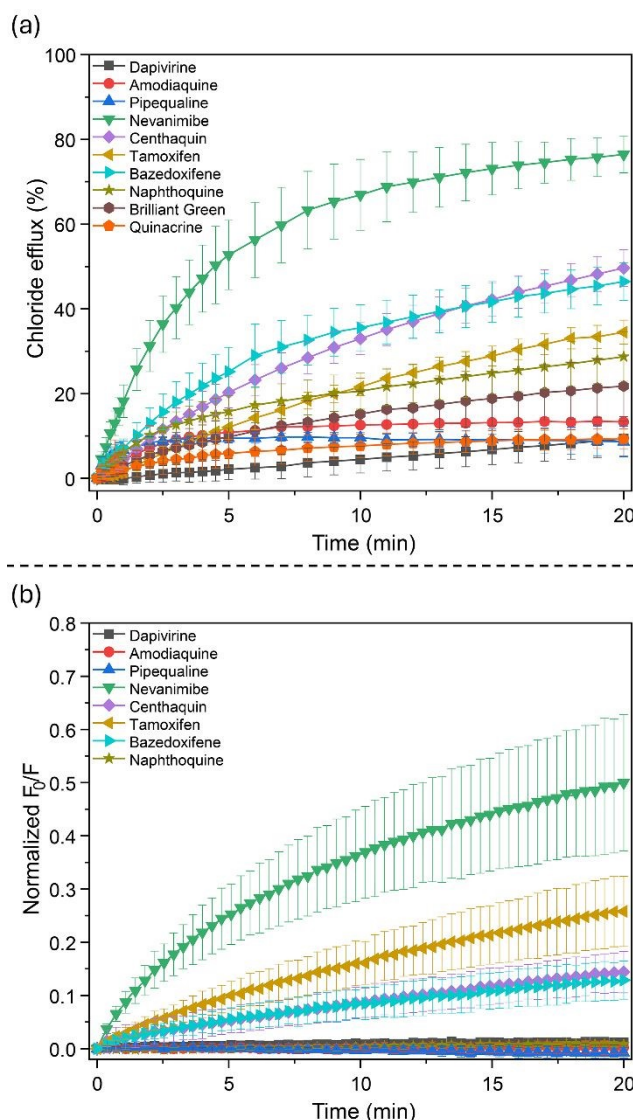 (a)
Chloride efflux (%)
100
80
60
40
20
0
Dapivirine
Amodiaquine
Pipequaline
Nevanimibe
Centhaquin
Tamoxifen
Bazedoxifene
Naphthoquine
Brilliant Green
Quinacrine
0 5 10 15 20
Time (min)
(b)
Normalized F0/F
0.8
0.7
0.6
0.5
0.4
0.3
0.2
0.1
0.0
Dapivirine
Amodiaquine
Pipequaline
Nevanimibe
Centhaquin
Tamoxifen
Bazedoxifene
Naphthoquine
0 5 10 15 20
Time (min)